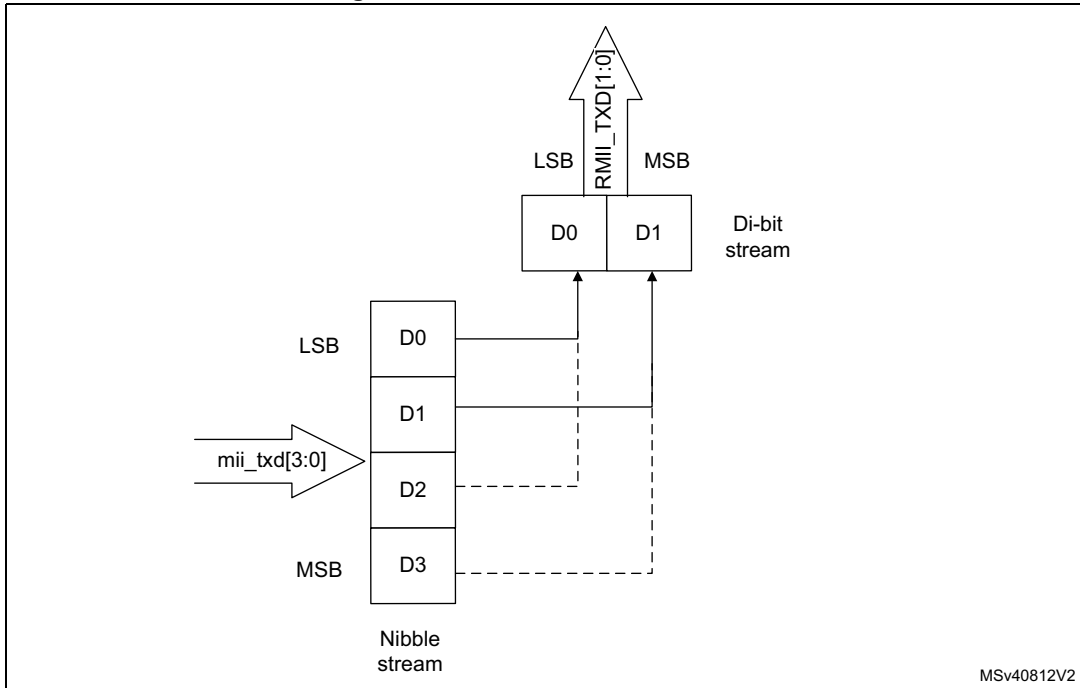 RMII_TXD[1:0]
LSB
MSB
D0
D1
Di-bit
stream
LSB
D0
D1
mii_txd[3:0]
D2
MSB
D3
Nibble
stream
MSv40812V2